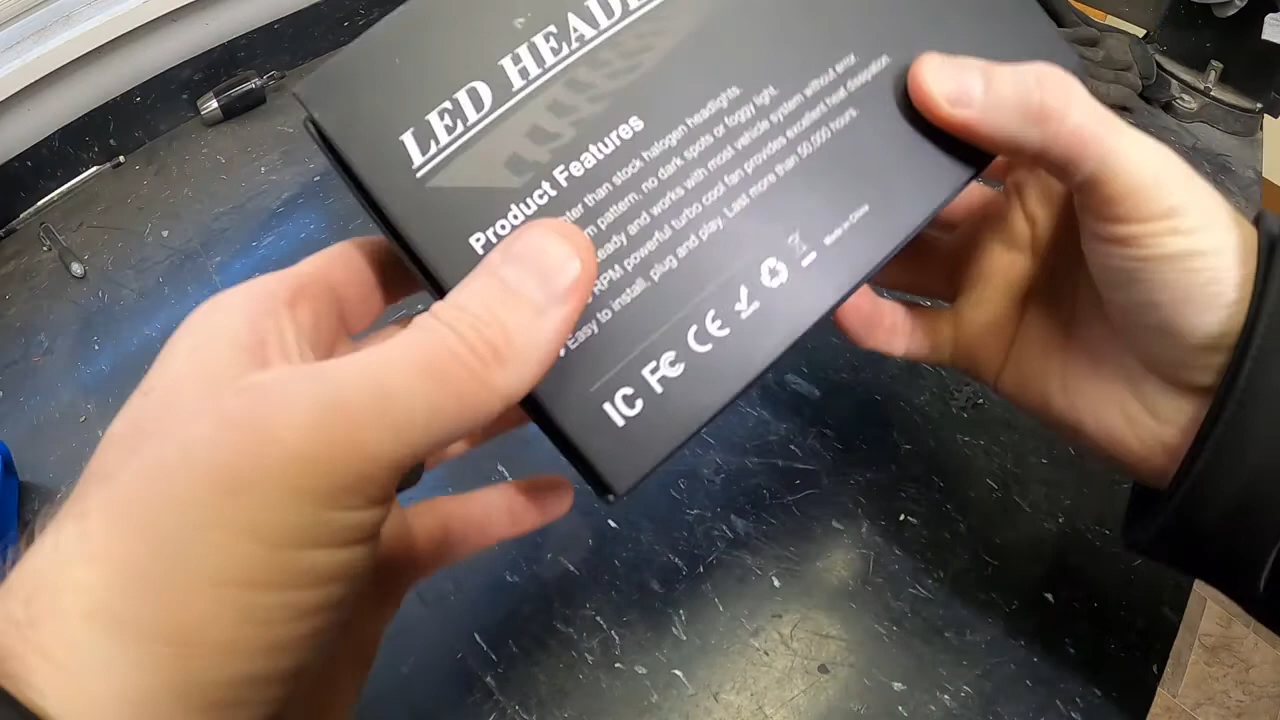 LED HEADL
Product Features
than stock halogen headlights.
pattern, no dark spots or foggy light.
eady and works with most vehicle system without error.
RPM powerful turbo cool fan provides excellent heat dissipation.
Easy to install, plug and play. Last more than 50,000 hours.
IC FC CE
Made in China